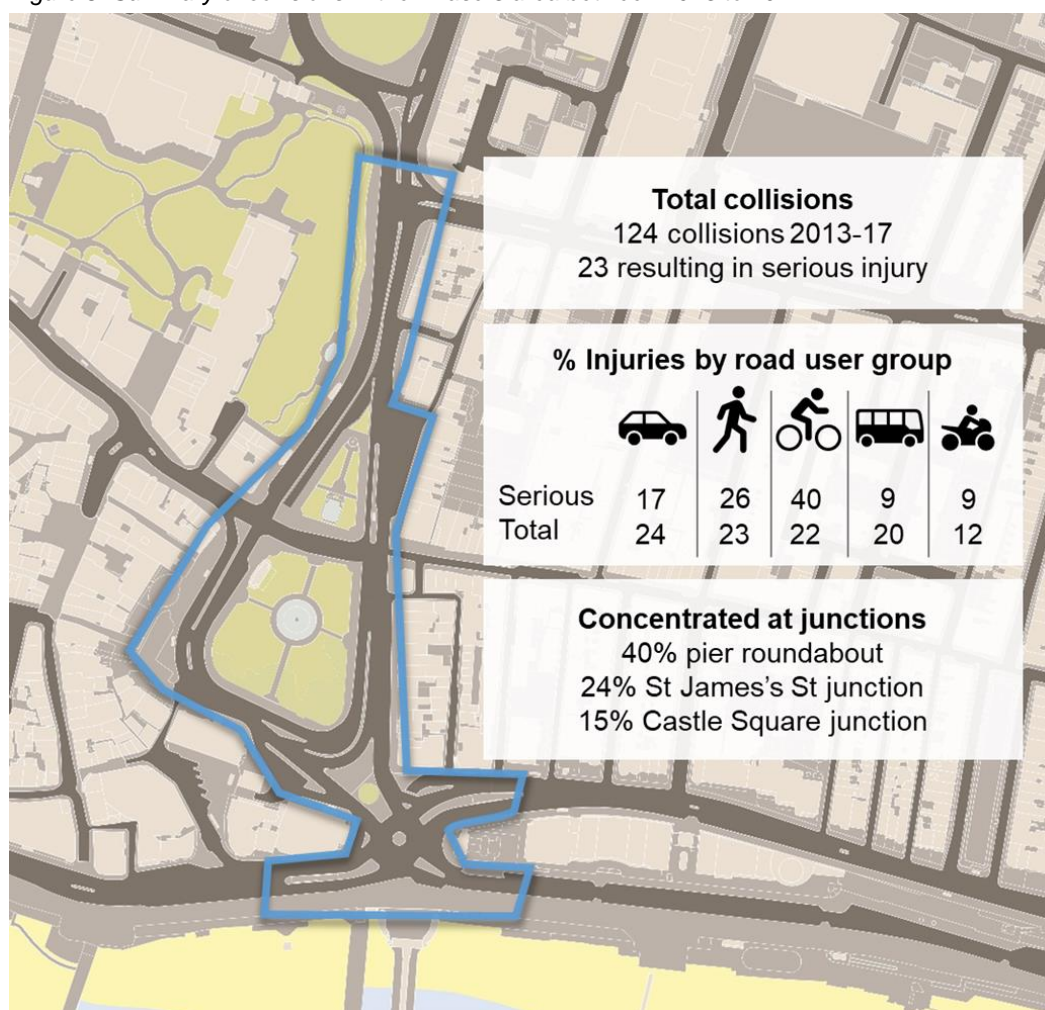 Total collisions
124 collisions 2013-17
23 resulting in serious injury
% Injuries by road user group
Serious 17 26 40 9 9
Total 24 23 22 20 12
Concentrated at junctions
40% pier roundabout
24% St James's St junction
15% Castle Square junction